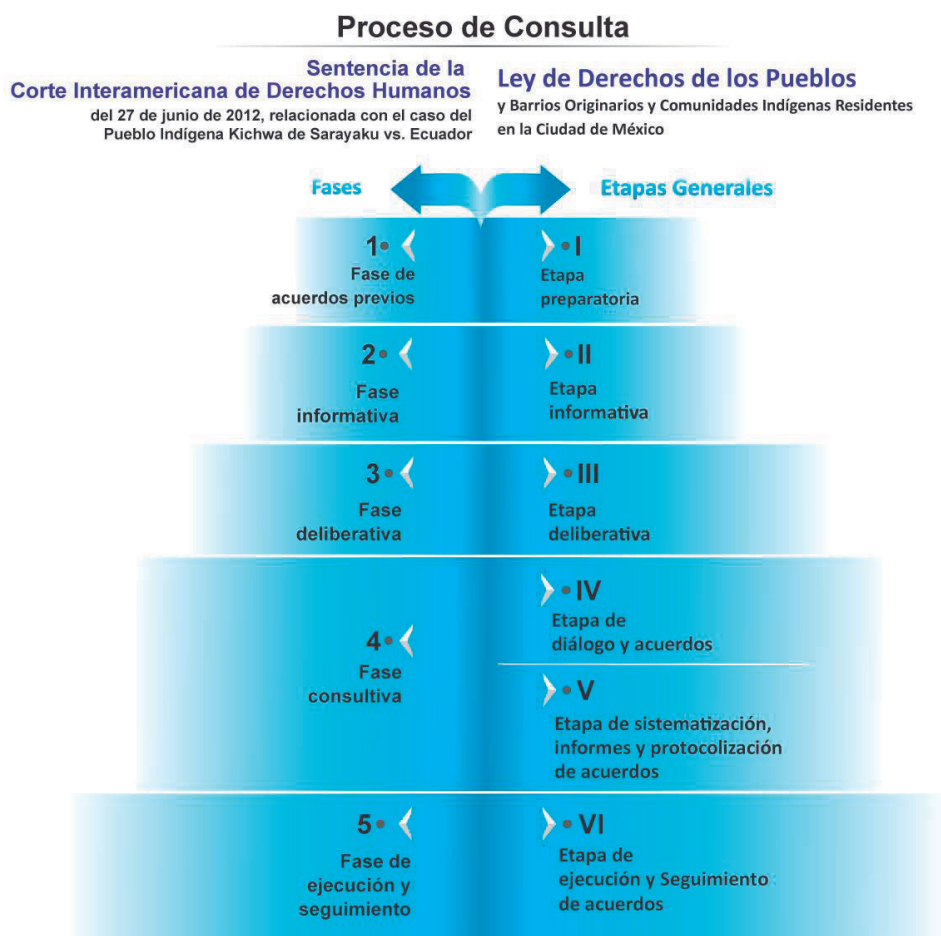 Proceso de Consulta
Sentencia de la
Corte Interamericana de Derechos Humanos
del 27 de junio de 2012, relacionada con el caso del
Pueblo Indígena Kichwa de Sarayaku vs. Ecuador
Ley de Derechos de los Pueblos
y Barrios Originarios y Comunidades Indígenas Residentes
en la Ciudad de México
Fases
Etapas Generales
1
Fase de
acuerdos previos
I
Etapa
preparatoria
2
Fase
informativa
II
Etapa
informativa
3
Fase
deliberativa
III
Etapa
deliberativa
4
Fase
consultiva
IV
Etapa de
diálogo y acuerdos
V
Etapa de sistematización,
informes y protocolización
de acuerdos
5
Fase de
ejecución y
seguimiento
VI
Etapa de
ejecución y Seguimiento
de acuerdos